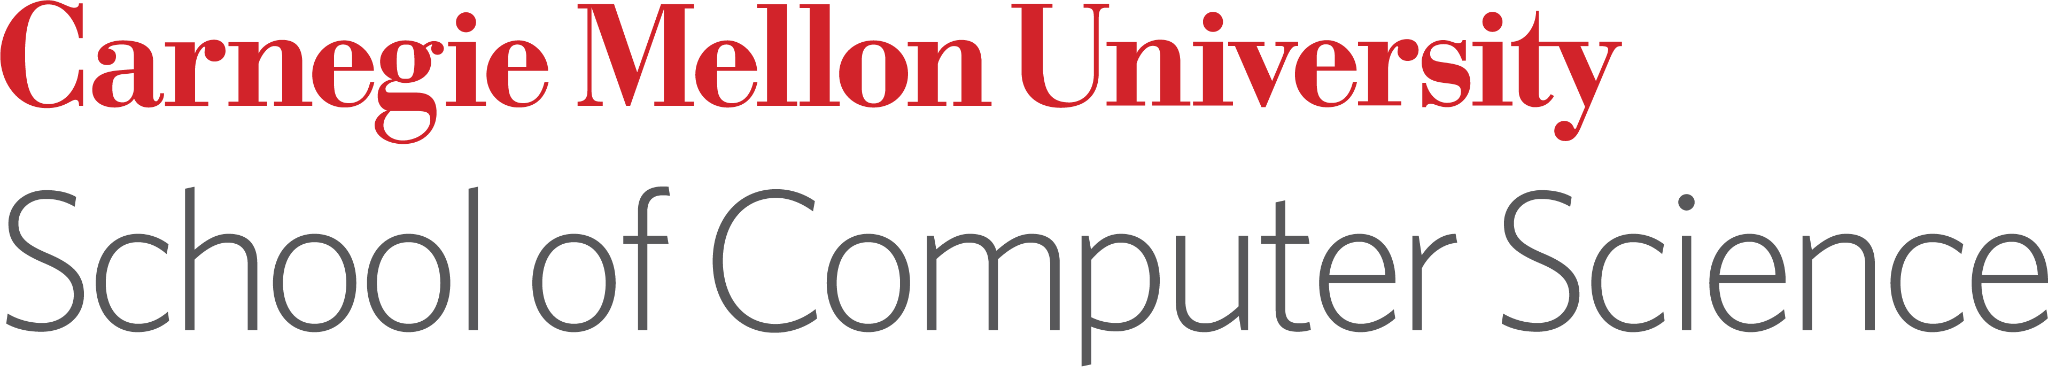 Carnegie Mellon University
School of Computer Science